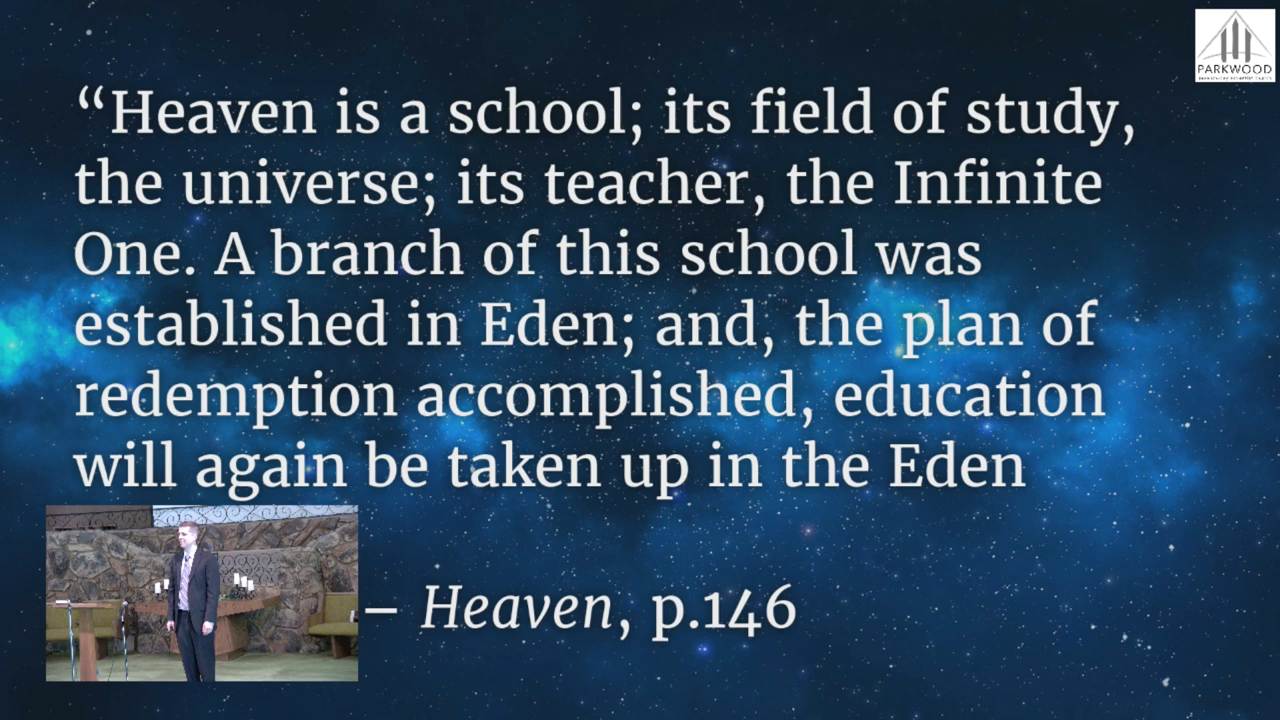 PARKWOOD
“Heaven is a school; its field of study,
the universe; its teacher, the Infinite
One. A branch of this school was
established in Eden; and, the plan of
redemption accomplished, education
will again be taken up in the Eden
– Heaven, p.146